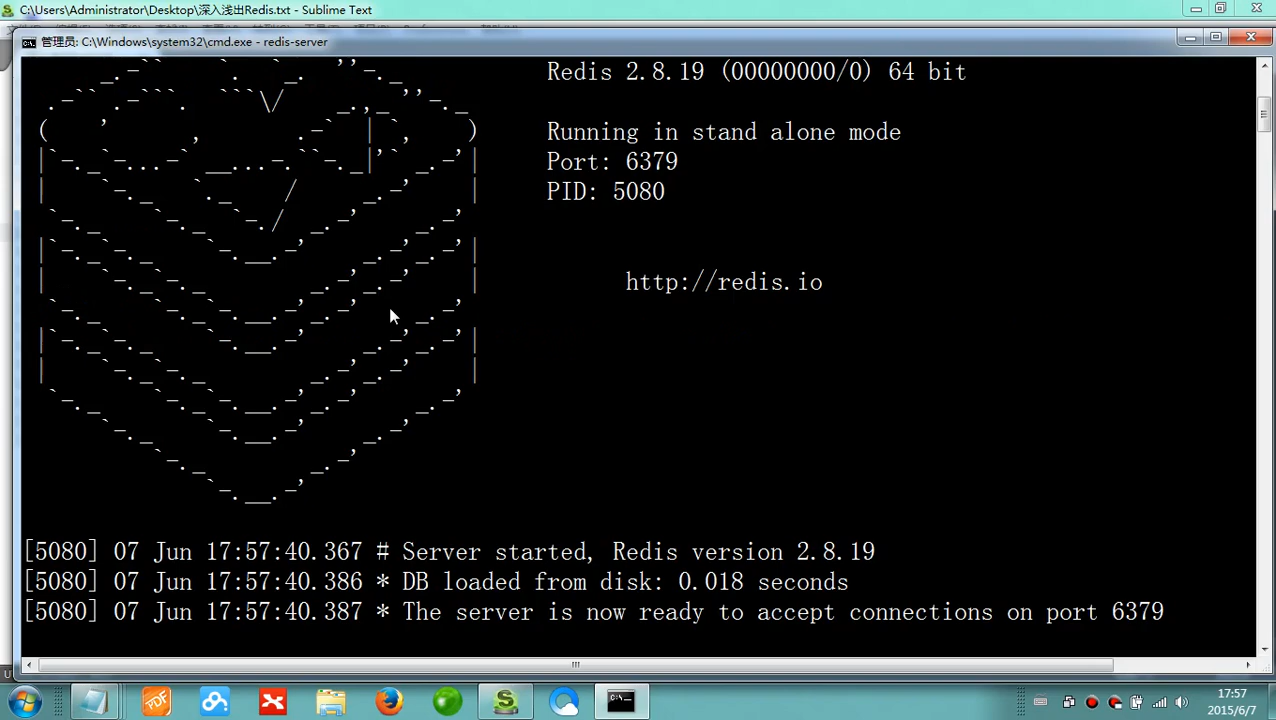 C:\Users\Administrator\Desktop\深入浅出Redis.txt - Sublime Text
管理员: C:\Windows\system32\cmd.exe - redis-server
Redis 2.8.19 (00000000/0) 64 bit
Running in stand alone mode
Port: 6379
PID: 5080
http://redis.io
[5080] 07 Jun 17:57:40.367 # Server started, Redis version 2.8.19
[5080] 07 Jun 17:57:40.386 * DB loaded from disk: 0.018 seconds
[5080] 07 Jun 17:57:40.387 * The server is now ready to accept connections on port 6379
PDF
17:57
2015/6/7